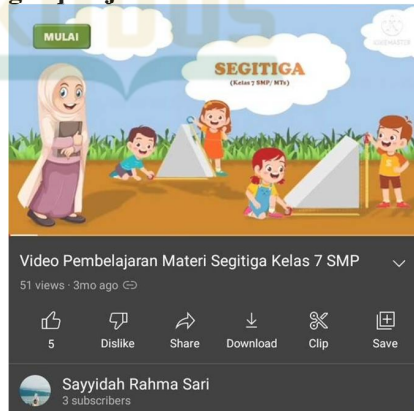 MULAI
KINEMASTER
SEGITIGA
(Kelas 7 SMP/ MTs)
Video Pembelajaran Materi Segitiga Kelas 7 SMP
51 views · 3mo ago
5
Dislike
Share
Download
Clip
Save
Sayyidah Rahma Sari
3 subscribers